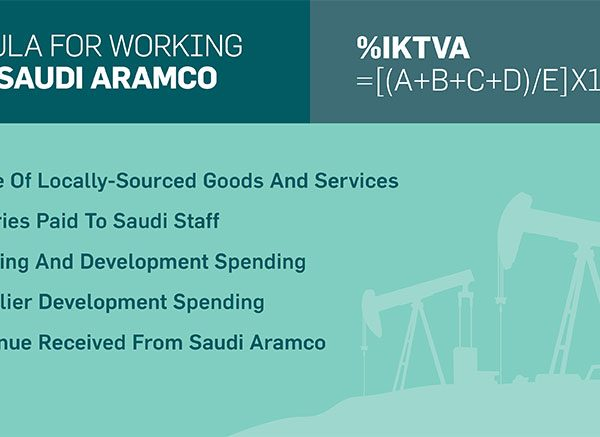 ULA FOR WORKING
SAUDI ARAMCO
%IKTVA
=[(A+B+C+D)/E]X1
e Of Locally-Sourced Goods And Services
ries Paid To Saudi Staff
ing And Development Spending
lier Development Spending
nue Received From Saudi Aramco